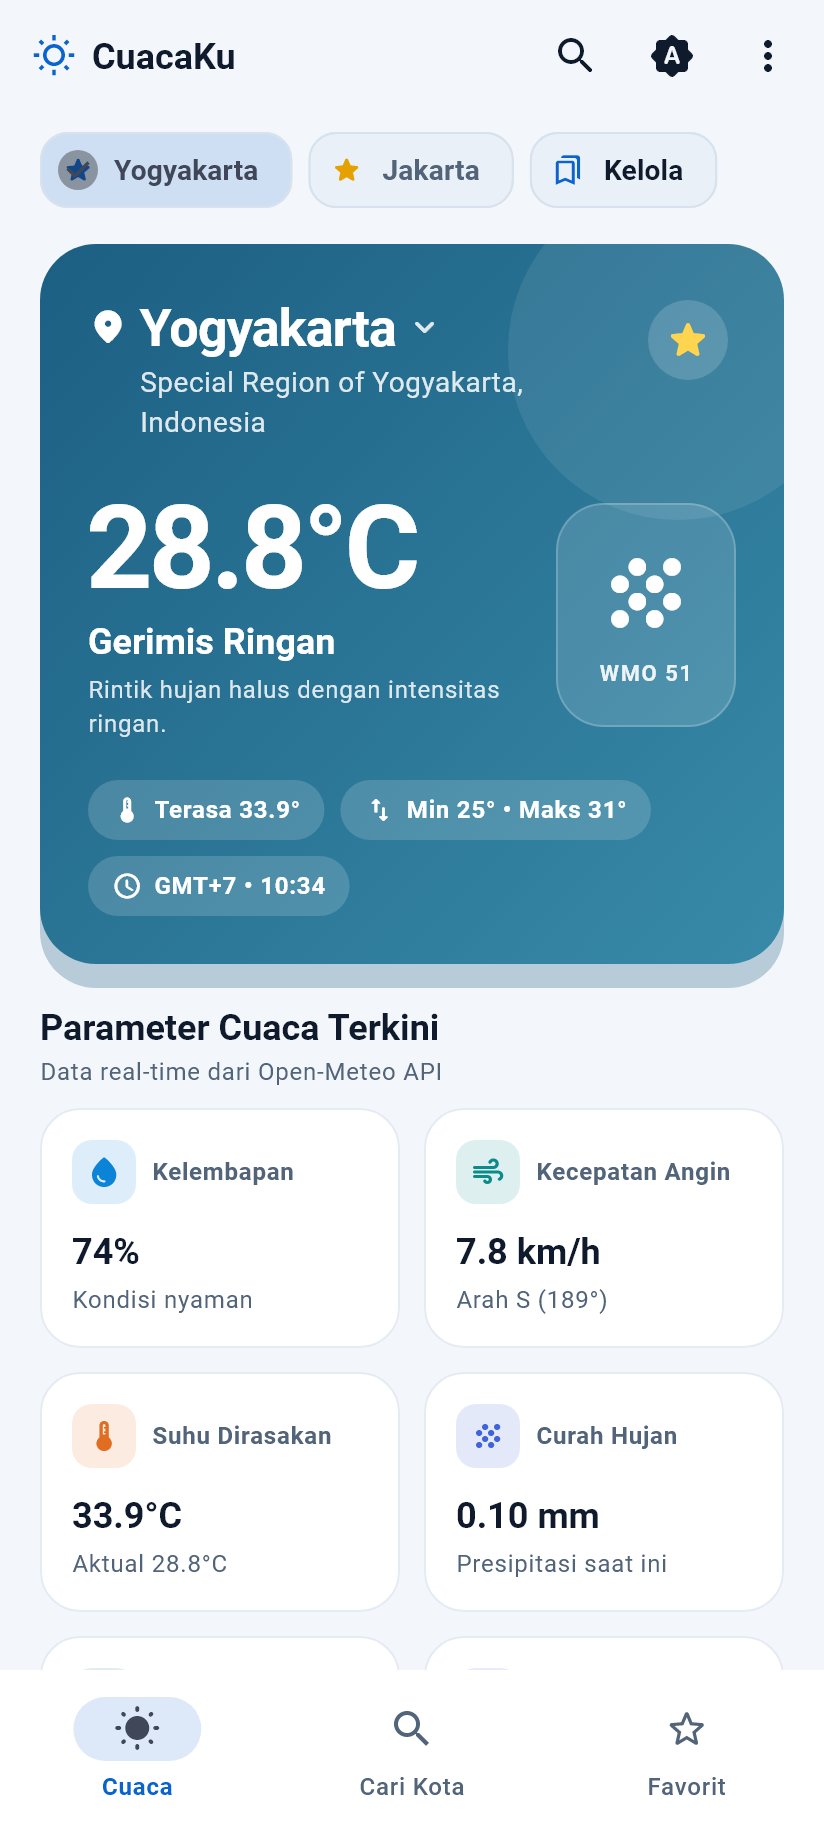 CuacaKu
A
Yogyakarta
Jakarta
Kelola
Yogyakarta
Special Region of Yogyakarta,
Indonesia
28.8°C
Gerimis Ringan
Rintik hujan halus dengan intensitas
ringan.
WMO 51
Terasa 33.9°
Min 25° • Maks 31°
GMT+7 • 10:34
Parameter Cuaca Terkini
Data real-time dari Open-Meteo API
Kelembapan
74%
Kondisi nyaman
Kecepatan Angin
7.8 km/h
Arah S (189°)
Suhu Dirasakan
33.9°C
Aktual 28.8°C
Curah Hujan
0.10 mm
Presipitasi saat ini
Cuaca
Cari Kota
Favorit